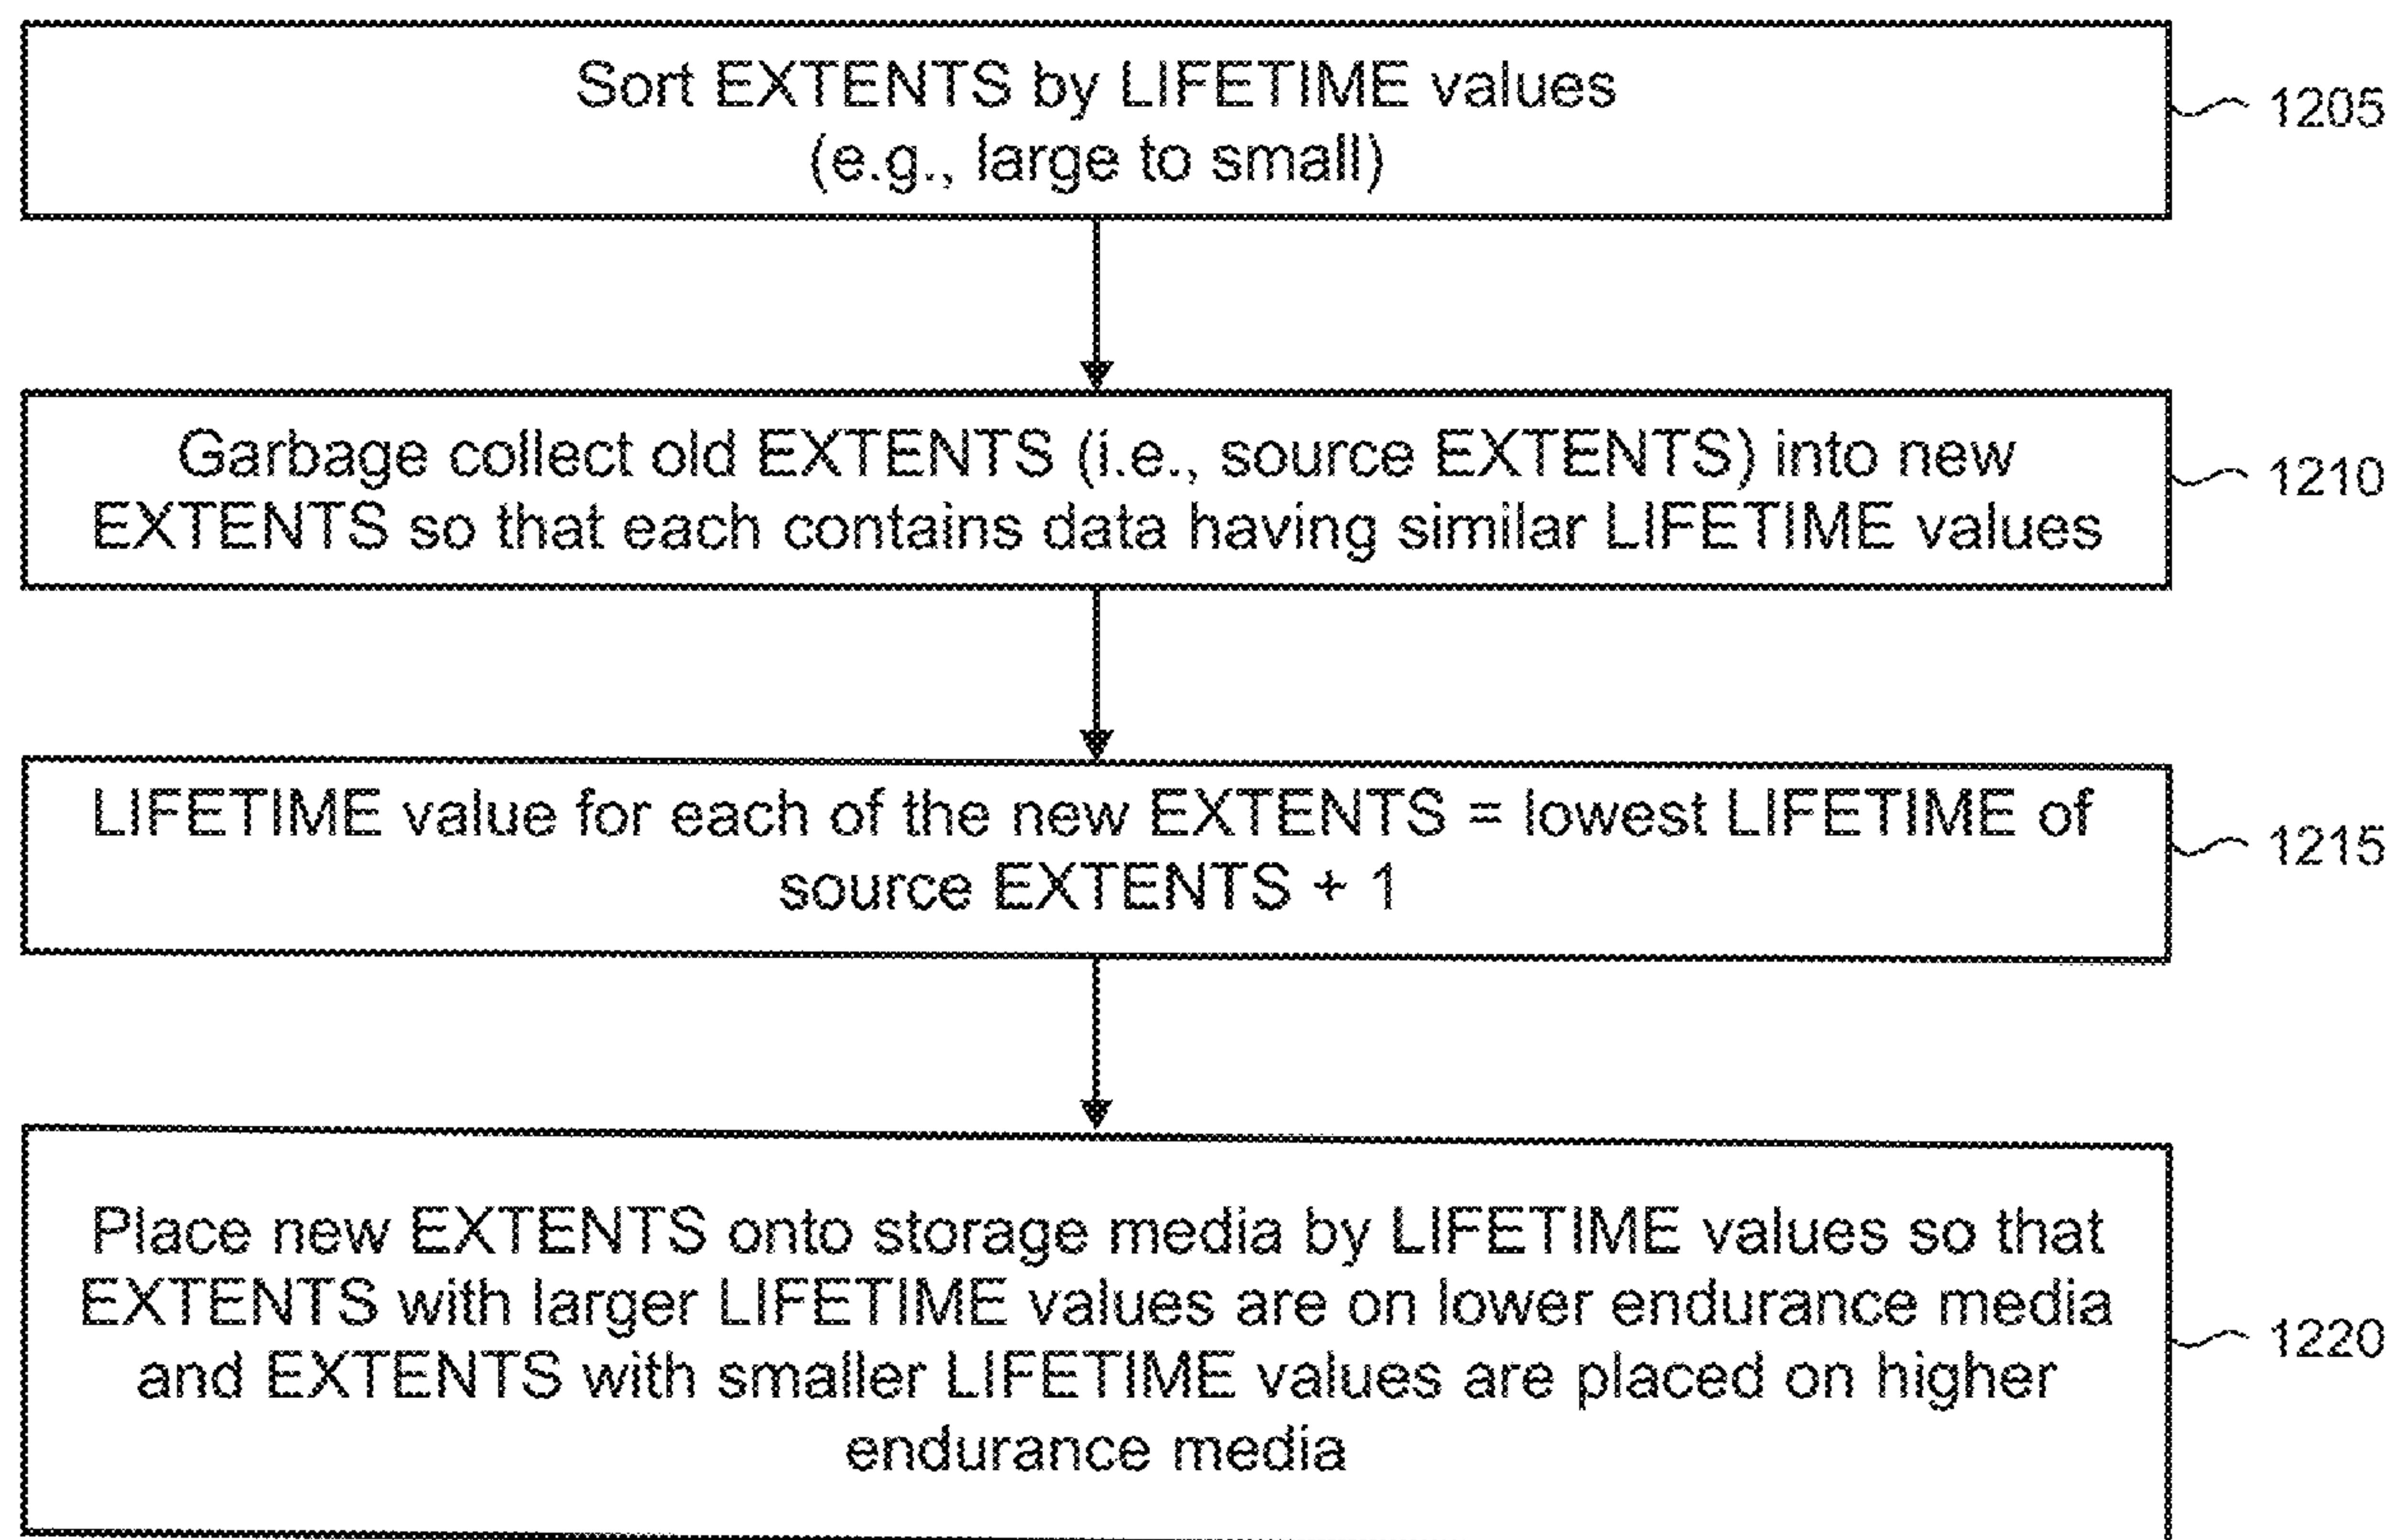 Sort EXTENTS by LIFETIME values
(e.g., large to small)
1205
Garbage collect old EXTENTS (i.e., source EXTENTS) into new
EXTENTS so that each contains data having similar LIFETIME values
1210
LIFETIME value for each of the new EXTENTS = lowest LIFETIME of
source EXTENTS + 1
1215
Place new EXTENTS onto storage media by LIFETIME values so that
EXTENTS with larger LIFETIME values are on lower endurance media
and EXTENTS with smaller LIFETIME values are placed on higher
endurance media
1220